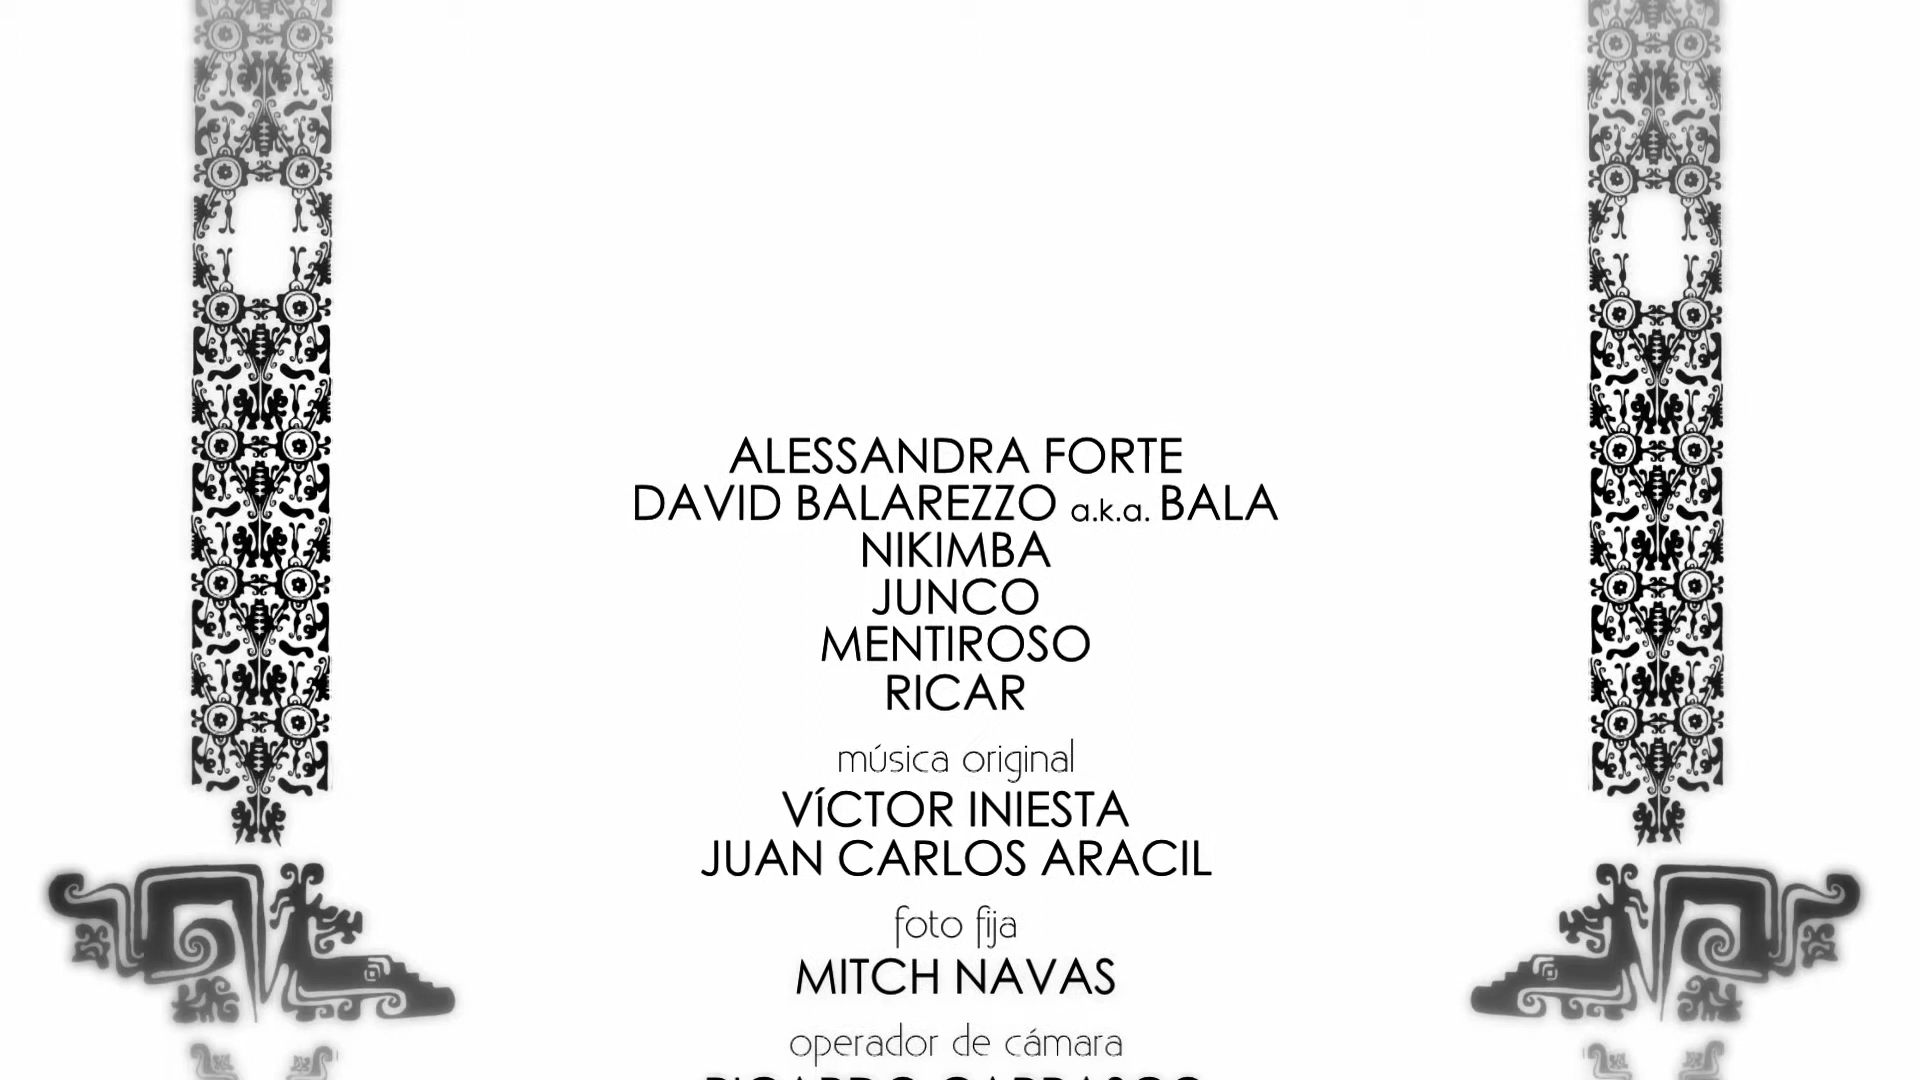 ALESSANDRA FORTE
DAVID BALAREZZO a.k.a. BALA
NIKIMBA
JUNCO
MENTIROSO
RICAR
música original
VíCTOR INIESTA
JUAN CARLOS ARACIL
foto fija
MITCH NAVAS
operador de cámara